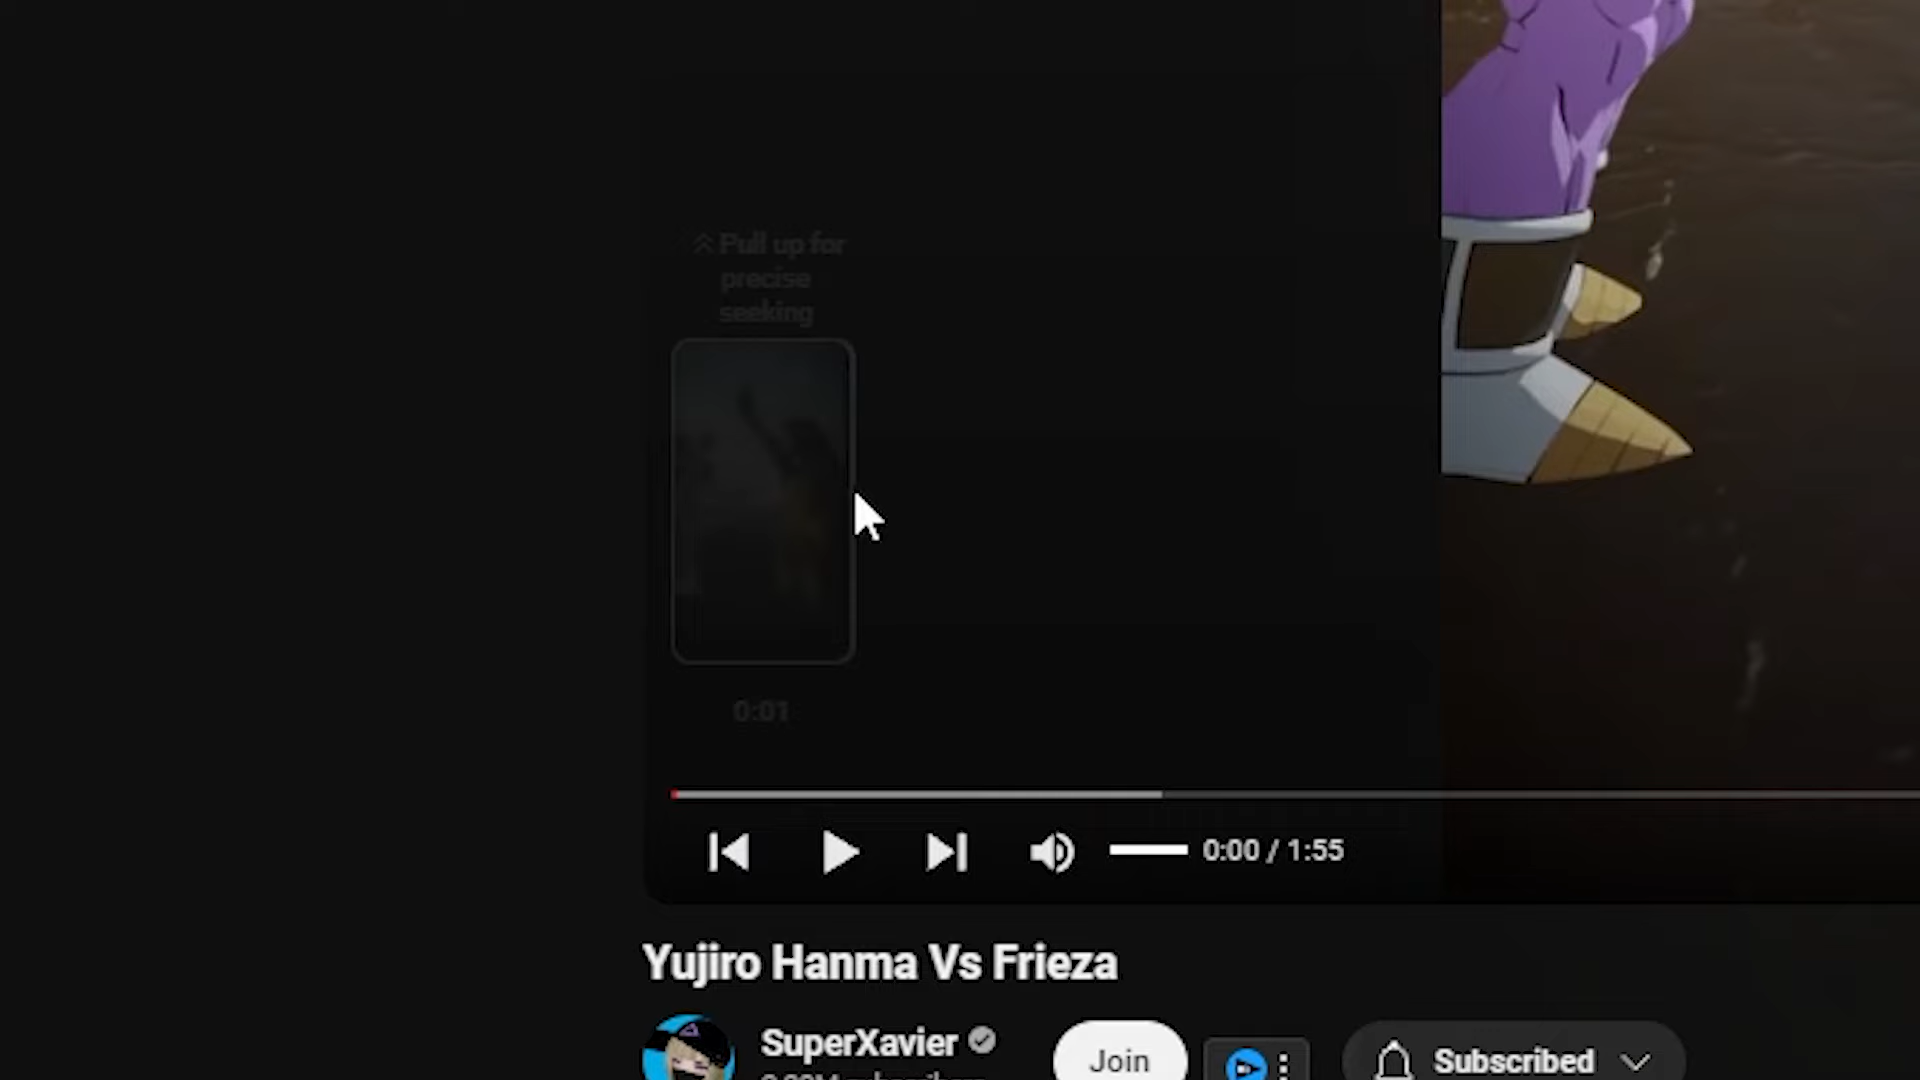 Pull up for
precise
seeking
0:01
0:00 / 1:55
Yujiro Hanma Vs Frieza
SuperXavier
Join
Subscribed